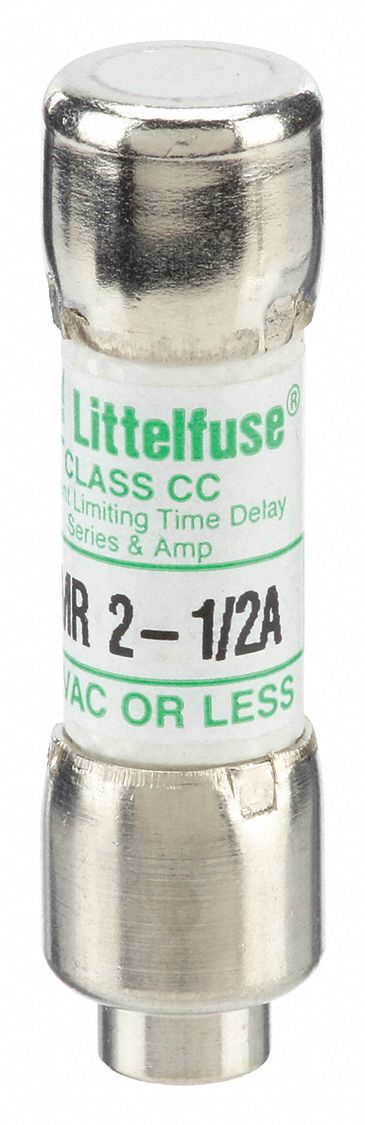 Littelfuse®
CLASS CC
Limiting Time Delay
Series & Amp
MR 2-1/2A
VAC OR LESS